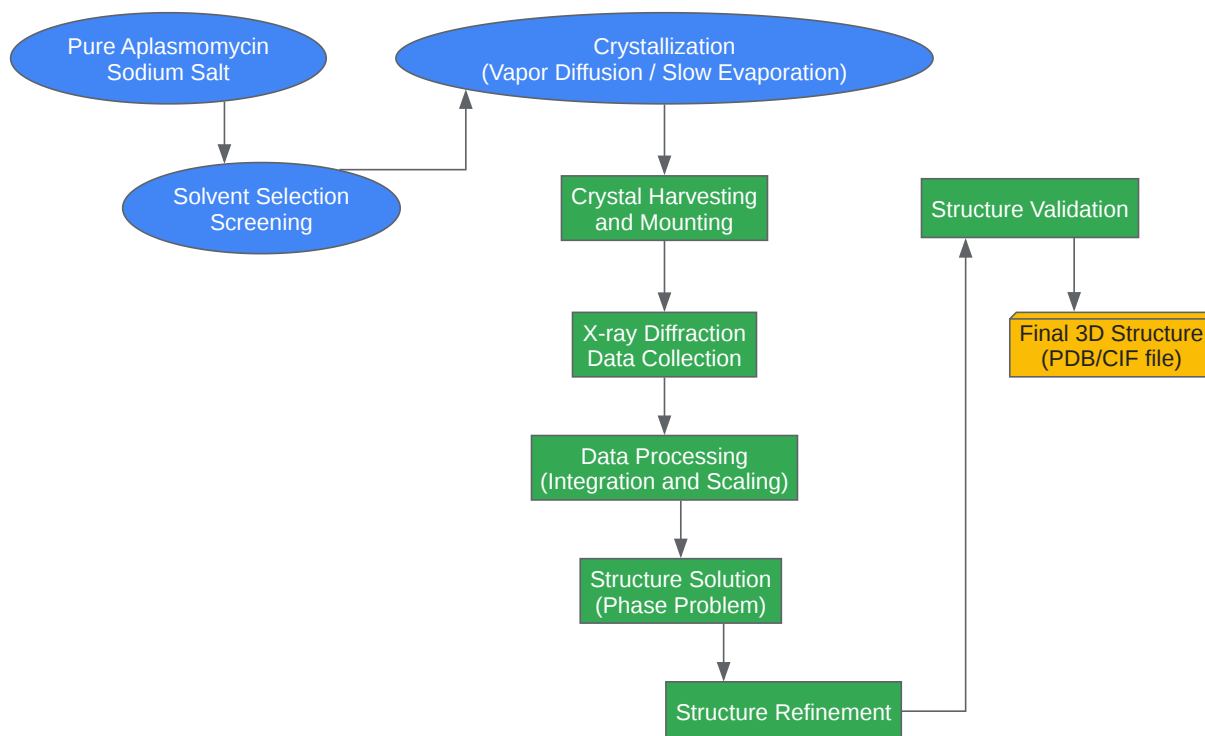 Pure Aplasmomycin
Sodium Salt
Solvent Selection
Screening
Crystallization
(Vapor Diffusion / Slow Evaporation)
Crystal Harvesting
and Mounting
X-ray Diffraction
Data Collection
Data Processing
(Integration and Scaling)
Structure Solution
(Phase Problem)
Structure Refinement
Structure Validation
Final 3D Structure
(PDB/CIF file)